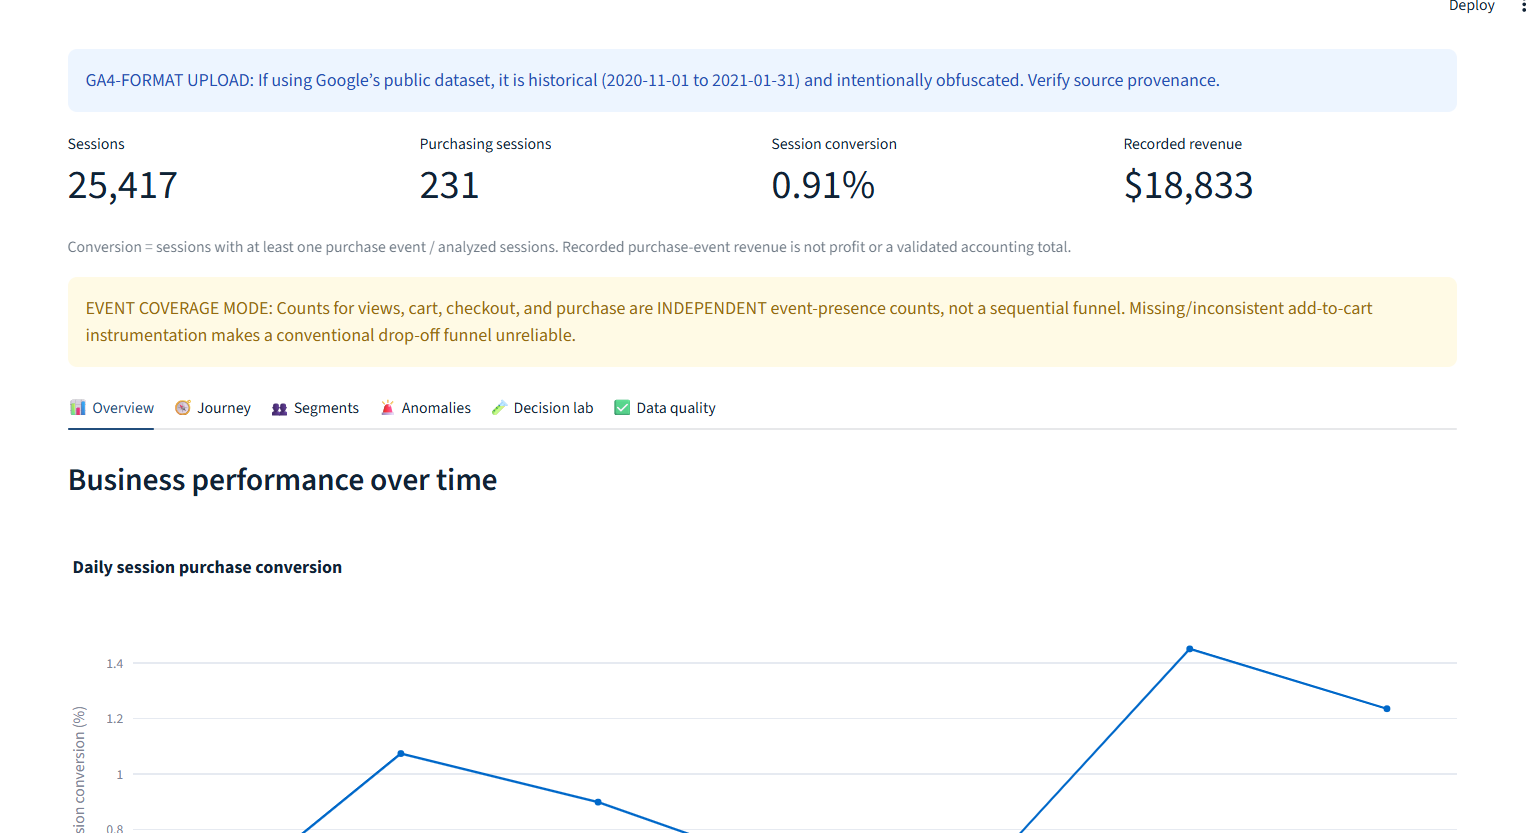 Deploy
GA4-FORMAT UPLOAD: If using Google’s public dataset, it is historical (2020-11-01 to 2021-01-31) and intentionally obfuscated. Verify source provenance.
Sessions
Purchasing sessions
Session conversion
Recorded revenue
25,417
231
0.91%
$18,833
Conversion = sessions with at least one purchase event / analyzed sessions. Recorded purchase-event revenue is not profit or a validated accounting total.
EVENT COVERAGE MODE: Counts for views, cart, checkout, and purchase are INDEPENDENT event-presence counts, not a sequential funnel. Missing/inconsistent add-to-cart
instrumentation makes a conventional drop-off funnel unreliable.
Overview
Journey
Segments
Anomalies
Decision lab
Data quality
Business performance over time
Daily session purchase conversion
1.4
1.2
1
0.8
sion conversion (%)